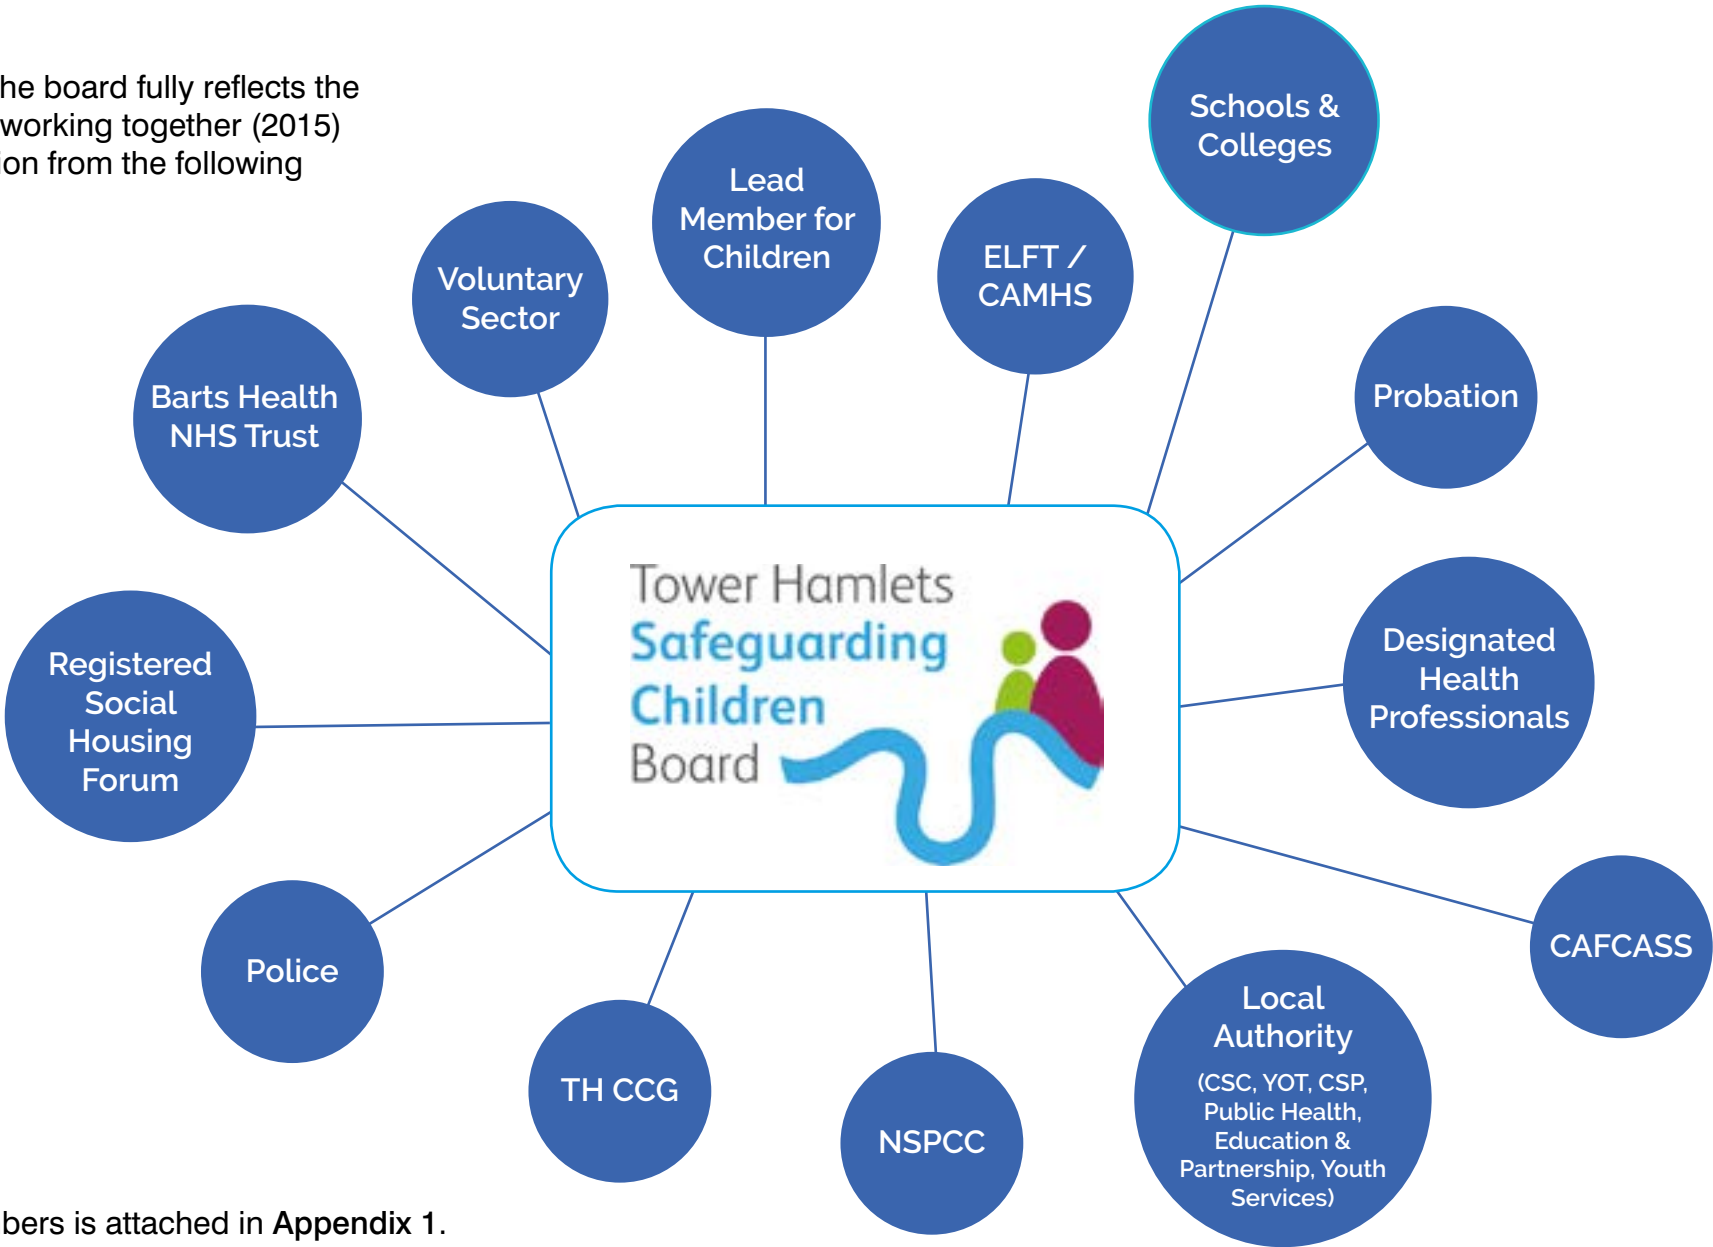 he board fully reflects the
working together (2015)
ion from the following
Schools &
Colleges
Lead
Member for
Children
ELFT /
CAMHS
Voluntary
Sector
Barts Health
NHS Trust
Probation
Tower Hamlets
Safeguarding
Children
Board
Registered
Social
Housing
Forum
Designated
Health
Professionals
Police
CAFCASS
TH CCG
NSPCC
Local
Authority
(CSC, YOT, CSP,
Public Health,
Education &
Partnership, Youth
Services)
bers is attached in Appendix 1.